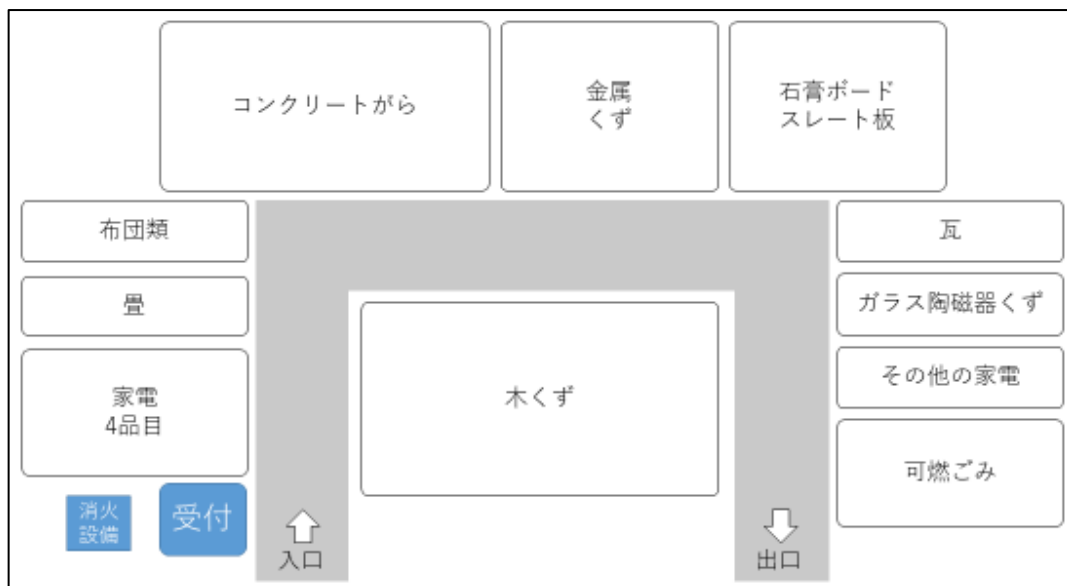 コンクリートがら
金属
くず
石膏ボード
スレート板
布団類
瓦
畳
ガラス陶磁器くず
家電
4品目
木くず
その他の家電
可燃ごみ
消火
設備
受付
入口
出口